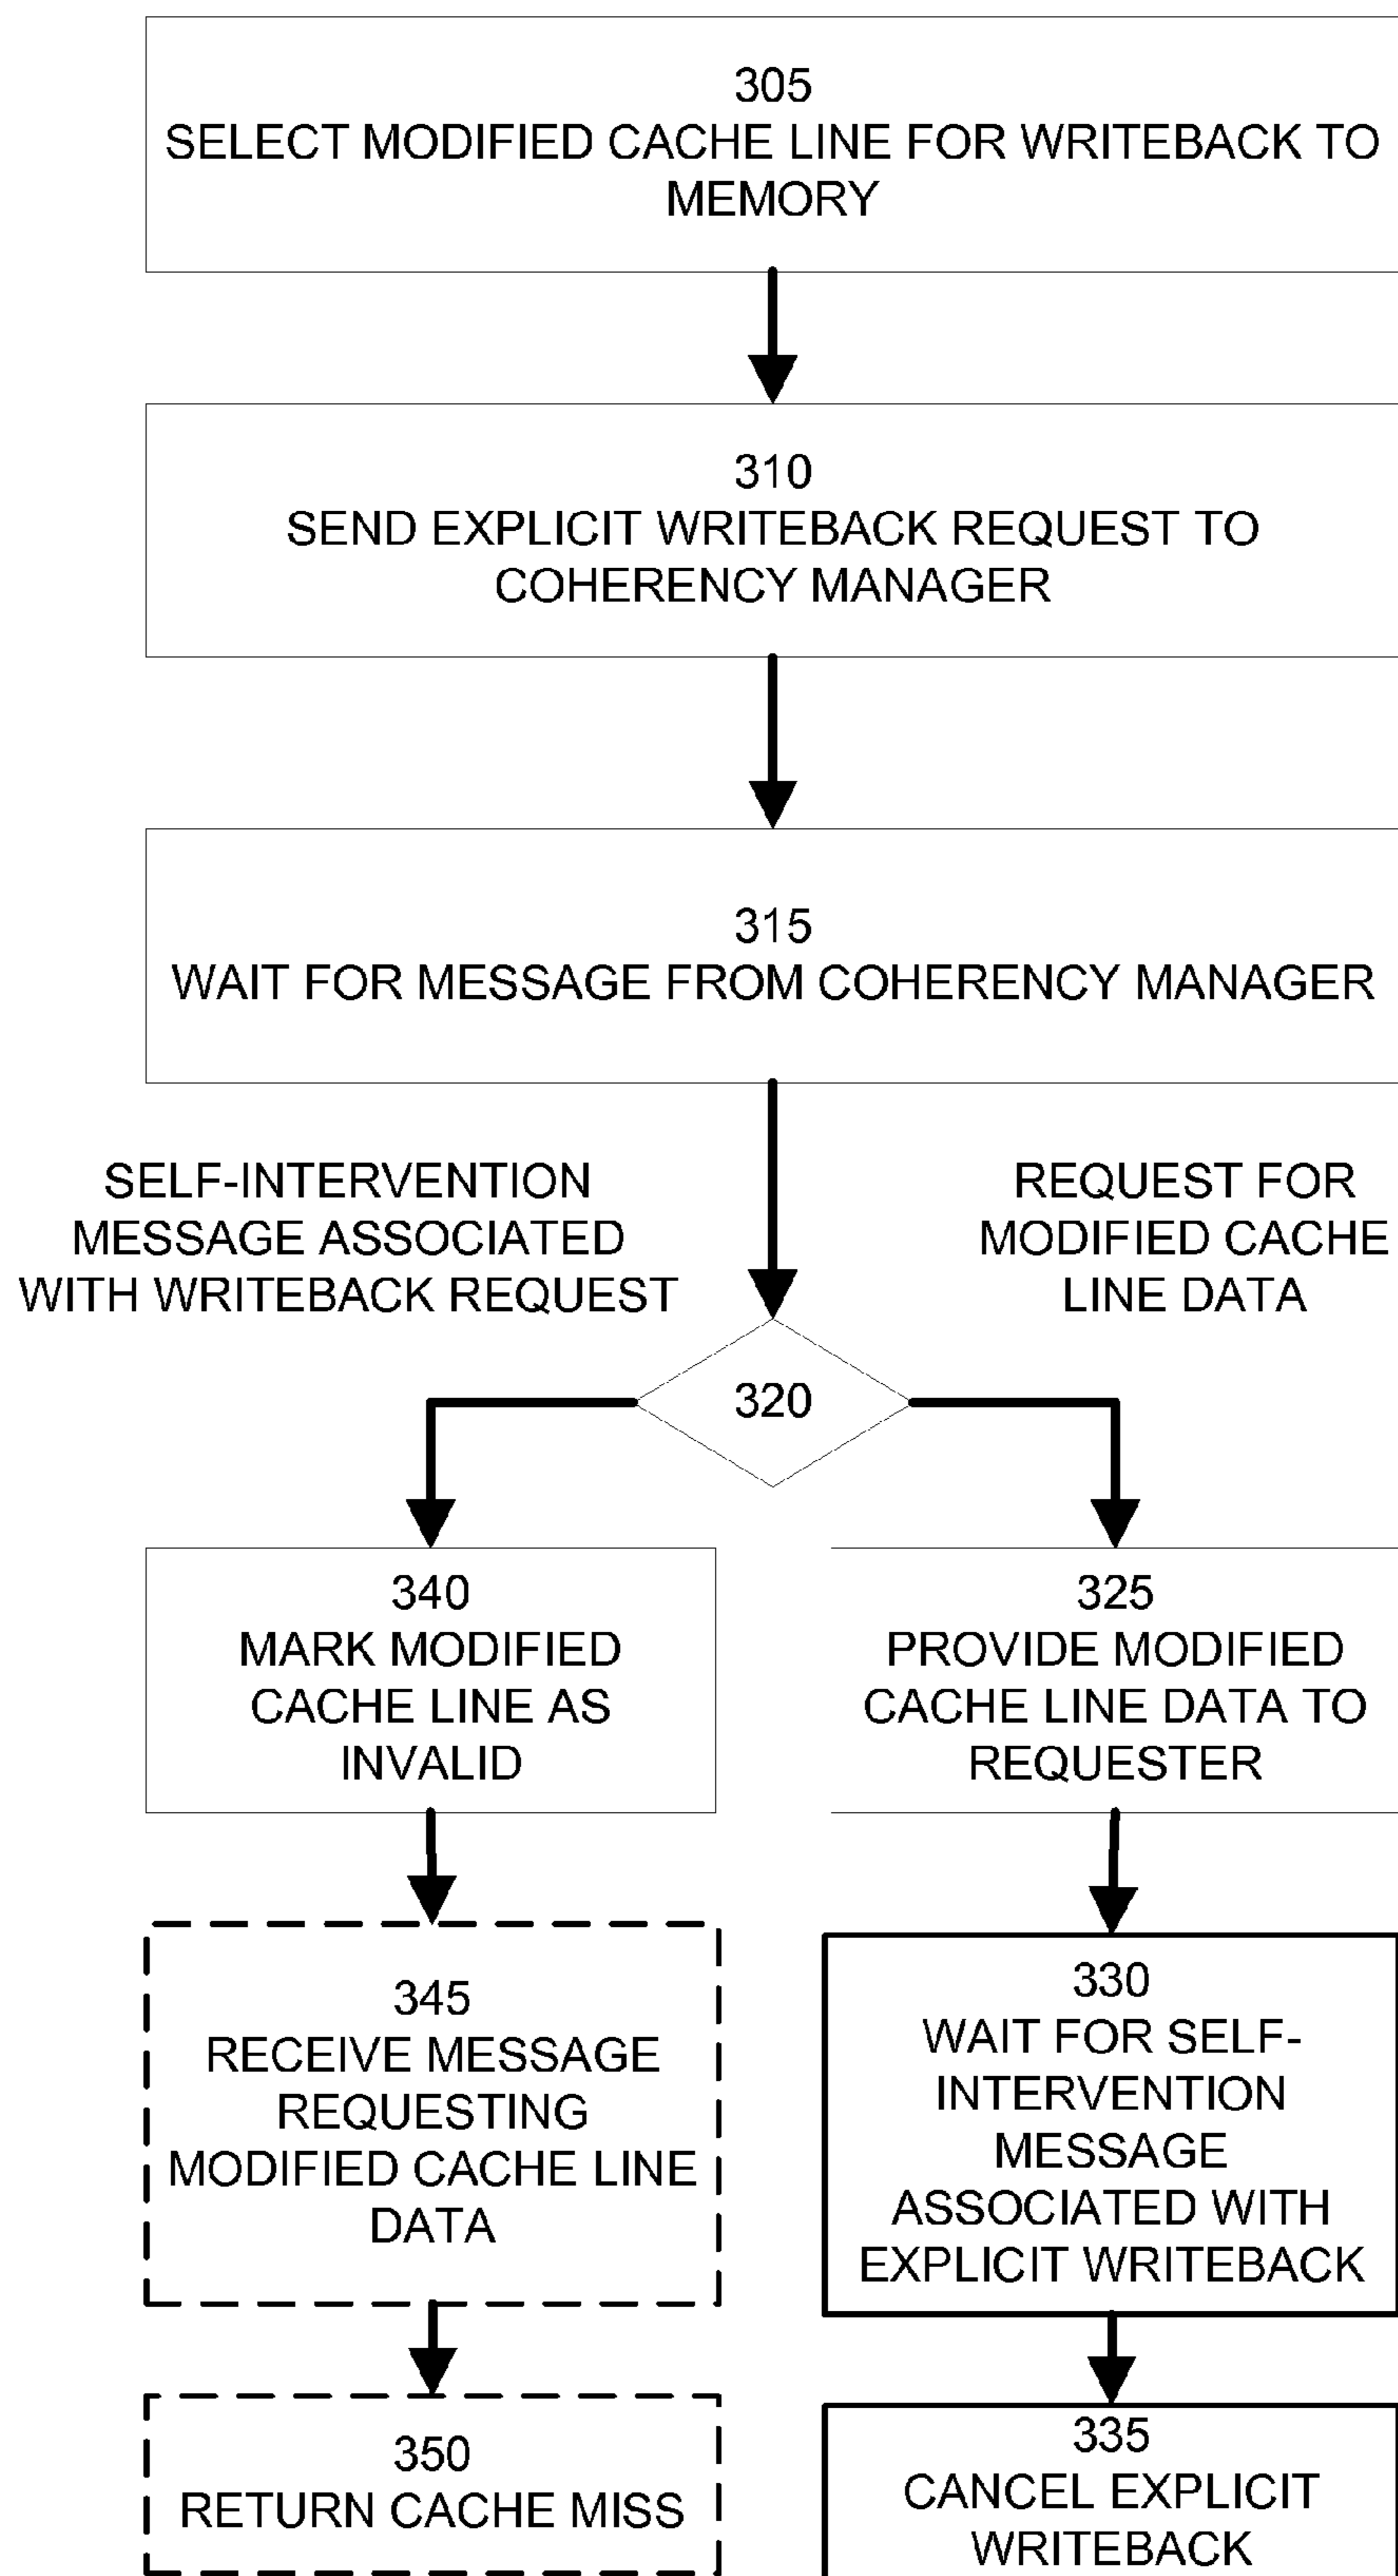 305
SELECT MODIFIED CACHE LINE FOR WRITEBACK TO
MEMORY
310
SEND EXPLICIT WRITEBACK REQUEST TO
COHERENCY MANAGER
315
WAIT FOR MESSAGE FROM COHERENCY MANAGER
SELF-INTERVENTION
MESSAGE ASSOCIATED
WITH WRITEBACK REQUEST
REQUEST FOR
MODIFIED CACHE
LINE DATA
320
340
MARK MODIFIED
CACHE LINE AS
INVALID
325
PROVIDE MODIFIED
CACHE LINE DATA TO
REQUESTER
345
RECEIVE MESSAGE
REQUESTING
MODIFIED CACHE LINE
DATA
330
WAIT FOR SELF-
INTERVENTION
MESSAGE
ASSOCIATED WITH
EXPLICIT WRITEBACK
350
RETURN CACHE MISS
335
CANCEL EXPLICIT
WRITEBACK